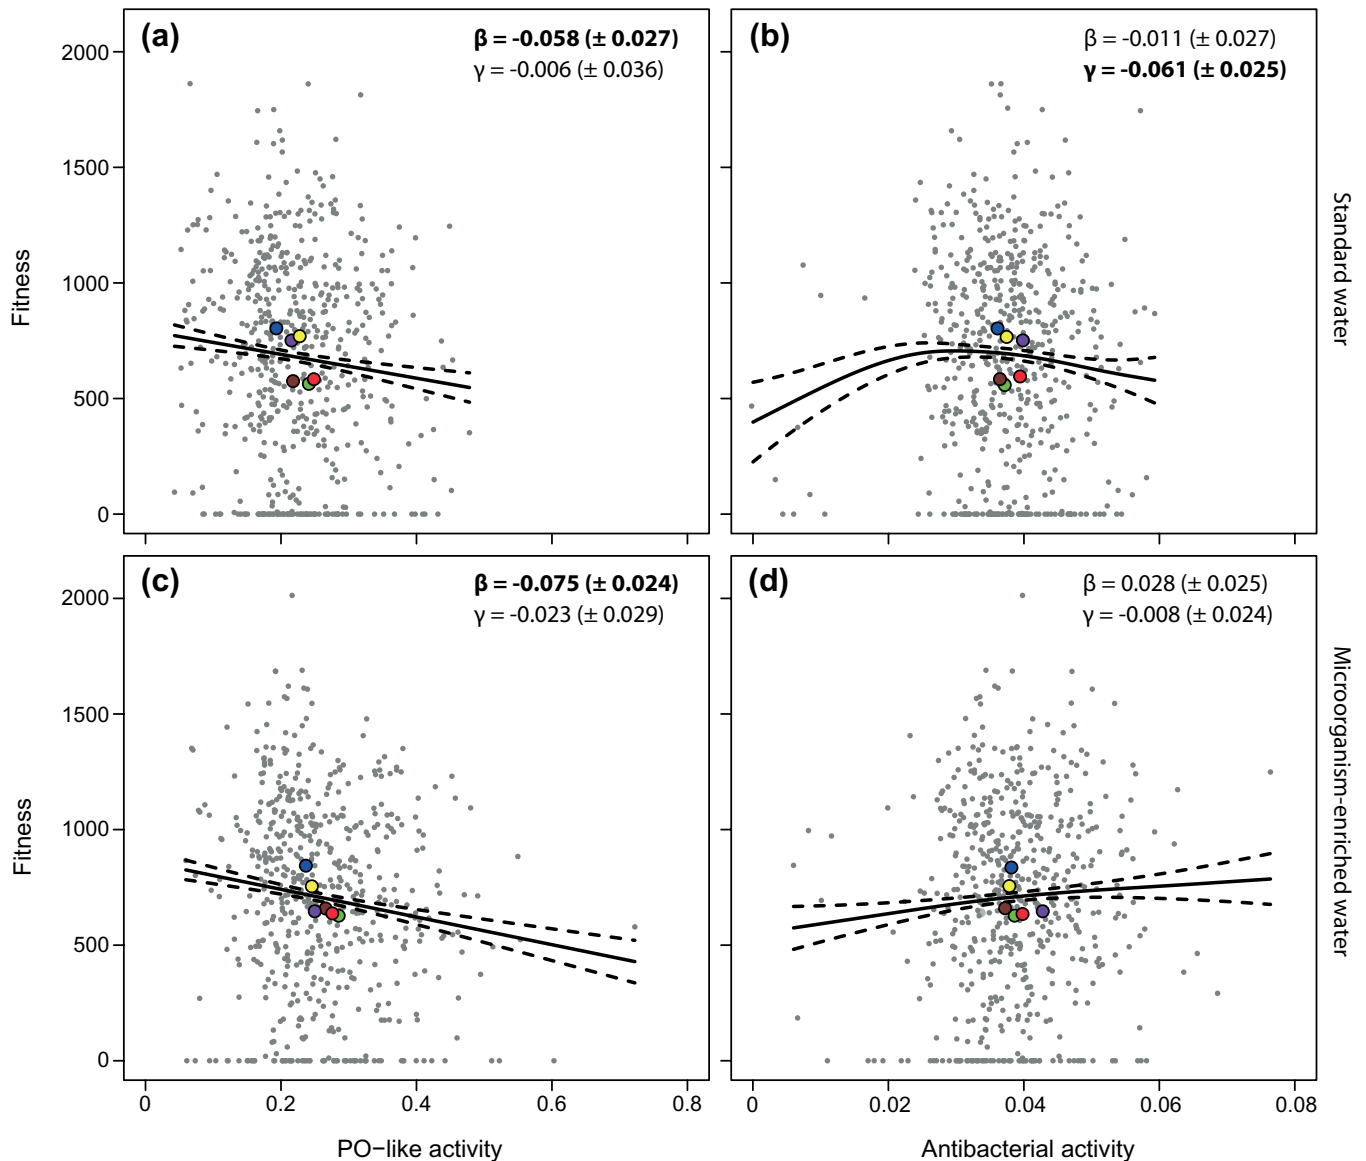 (a)
β = -0.058 (± 0.027)
γ = -0.006 (± 0.036)
(b)
β = -0.011 (± 0.027)
γ = -0.061 (± 0.025)
2000
1500
1000
500
0
Fitness
Standard water
(c)
β = -0.075 (± 0.024)
γ = -0.023 (± 0.029)
(d)
β = 0.028 (± 0.025)
γ = -0.008 (± 0.024)
2000
1500
1000
500
0
Fitness
Microorganism-enriched water
0 0.2 0.4 0.6 0.8
0 0.02 0.04 0.06 0.08
PO−like activity
Antibacterial activity